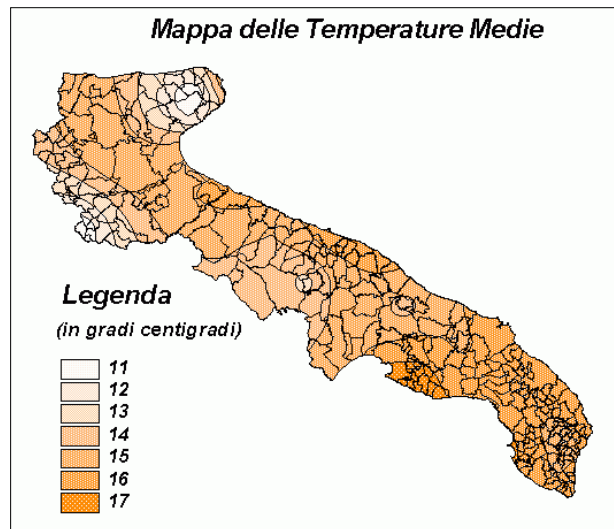 Mappa delle Temperature Medie
Legenda
(in gradi centigradi)
11
12
13
14
15
16
17